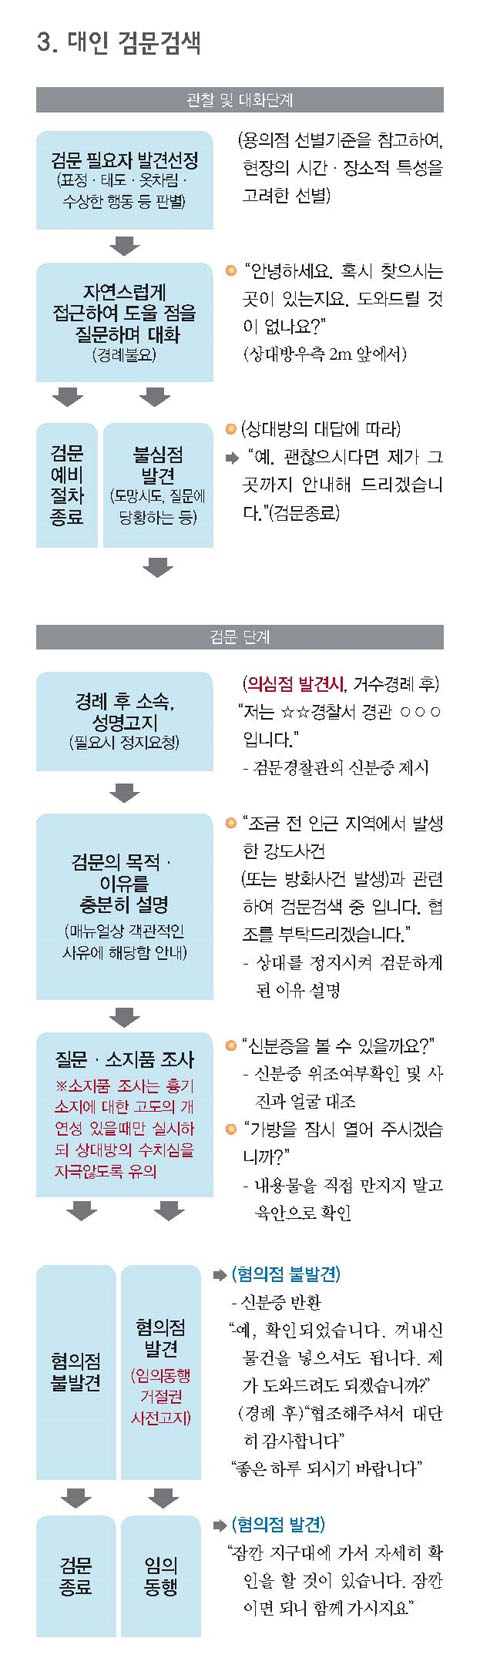 3. 대인 검문검색
관찰 및 대화단계
검문 필요자 발견선정
(표정 · 태도 · 옷차림 ·
수상한 행동 등 판별)
(용의점 선별기준을 참고하여,
현장의 시간 · 장소적 특성을
고려한 선별)
자연스럽게
접근하여 도울 점을
질문하며 대화
(경례불요)
“안녕하세요. 혹시 찾으시는
곳이 있는지요. 도와드릴 것
이 없나요?”
(상대방우측 2m 앞에서)
검문
예비
절차
종료
불심점
발견
(도망시도, 질문에
당황하는 등)
(상대방의 대답에 따라)
“예. 괜찮으시다면 제가 그
곳까지 안내해 드리겠습니
다.”(검문종료)
검문 단계
경례 후 소속,
성명고지
(필요시 정지요청)
(의심점 발견시, 거수경례 후)
“저는 ☆☆경찰서 경관 ○○○
입니다.”
- 검문경찰관의 신분증 제시
검문의 목적 ·
이유를
충분히 설명
(매뉴얼상 객관적인
사유에 해당함 안내)
“조금 전 인근 지역에서 발생
한 강도사건
(또는 방화사건 발생)과 관련
하여 검문검색 중 입니다. 협
조를 부탁드리겠습니다.”
- 상대를 정지시켜 검문하게
된 이유 설명
질문 · 소지품 조사
※소지품 조사는 흉기
소지에 대한 고도의 개
연성 있을때만 실시하
되 상대방의 수치심을
자극않도록 유의
“신분증을 볼 수 있을까요?”
- 신분증 위조여부확인 및 사
진과 얼굴 대조
“가방을 잠시 열어 주시겠습
니까?”
- 내용물을 직접 만지지 말고
육안으로 확인
혐의점
불발견
혐의점
발견
(임의동행
거절권
사전고지)
(혐의점 불발견)
- 신분증 반환
“예, 확인되었습니다. 꺼내신
물건을 넣으셔도 됩니다. 제
가 도와드려도 되겠습니까?”
(경례 후)“협조해주셔서 대단
히 감사합니다”
“좋은 하루 되시기 바랍니다”
검문
종료
임의
동행
(혐의점 발견)
“잠깐 지구대에 가서 자세히 확
인을 할 것이 있습니다. 잠깐
이면 되니 함께 가시지요”